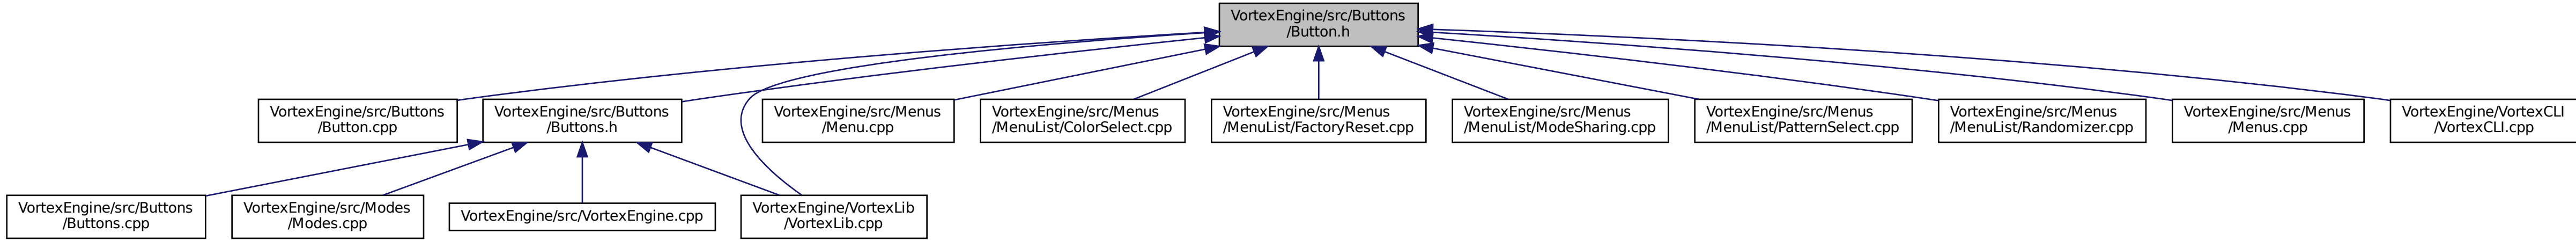 VortexEngine/src/Buttons
/Button.h
VortexEngine/src/Buttons
/Button.cpp
VortexEngine/src/Buttons
/Buttons.h
VortexEngine/src/Menus
/Menu.cpp
VortexEngine/src/Menus
/MenuList/ColorSelect.cpp
VortexEngine/src/Menus
/MenuList/FactoryReset.cpp
VortexEngine/src/Menus
/MenuList/ModeSharing.cpp
VortexEngine/src/Menus
/MenuList/PatternSelect.cpp
VortexEngine/src/Menus
/MenuList/Randomizer.cpp
VortexEngine/src/Menus
/Menus.cpp
VortexEngine/VortexCLI
/VortexCLI.cpp
VortexEngine/src/Buttons
/Buttons.cpp
VortexEngine/src/Modes
/Modes.cpp
VortexEngine/src/VortexEngine.cpp
VortexEngine/VortexLib
/VortexLib.cpp